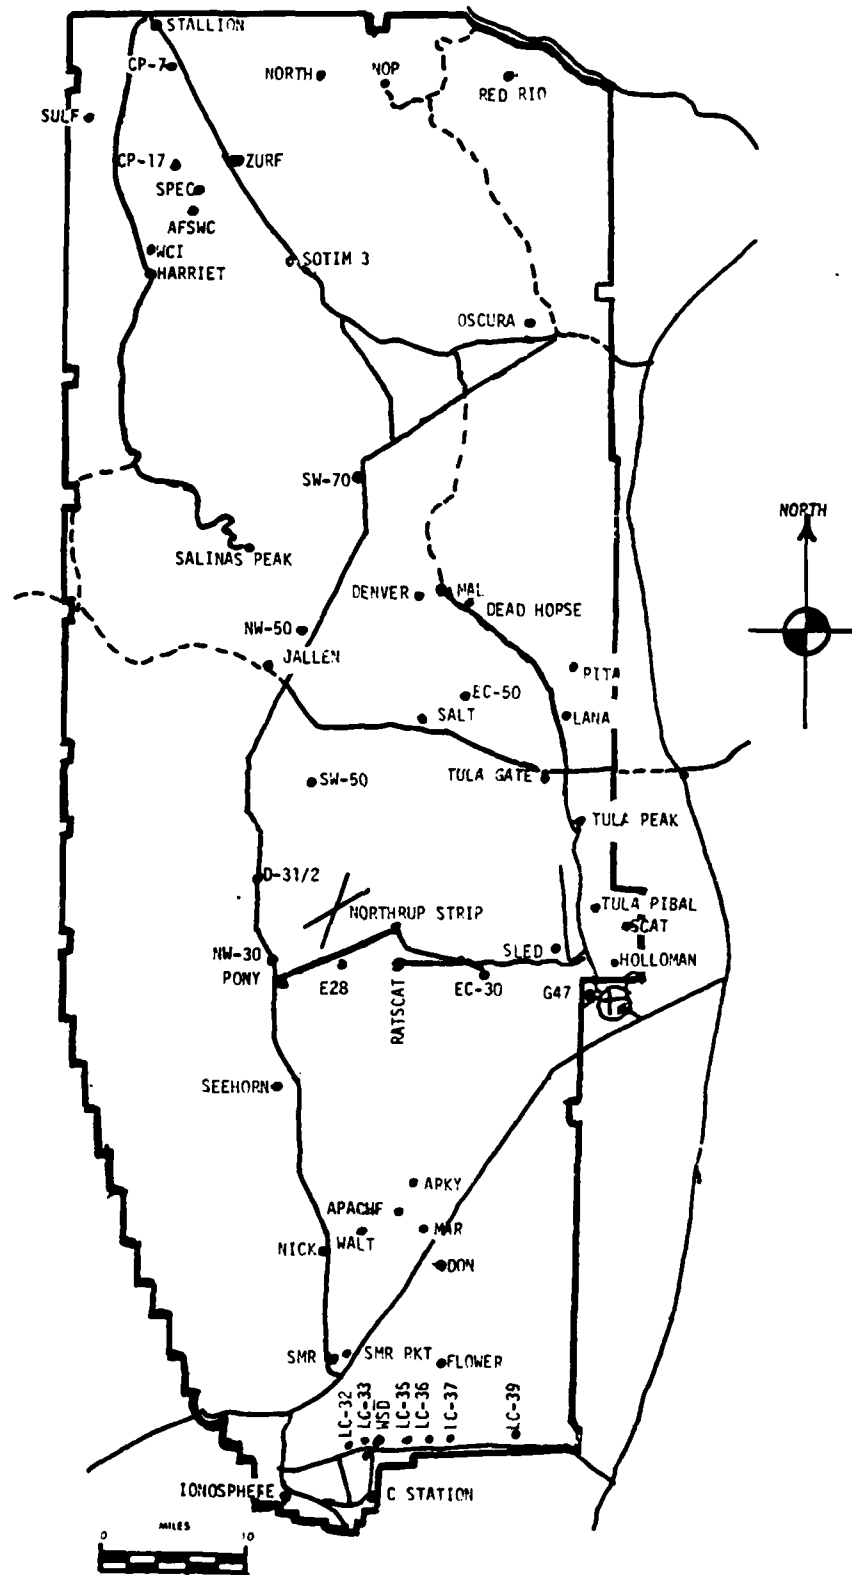 STALLION
CP-7
NORTH
NOP
RED RIO
SULF
CP-17
ZURF
SPEC
AFSWC
WCI
HARRIET
SOTIM 3
OSCURA
SW-70
NORTH
SALINAS PEAK
DENVER
MAL
DEAD HOPSE
NW-50
JALLEN
PITA
EC-50
SALT
LANA
TULA GATE
SW-50
TULA PEAK
D-31/2
NORTHRUP STRIP
TULA PIBAL
SCAT
SLED
NW-30
HOLLOMAN
PONY
E28
RATSCAT
EC-30
G47
SEEHORN
APKY
APACHE
MAR
NICK
WALT
DON
SMR
SMR PKT
FLOWER
LC-32
LC-33
WSD
LC-35
LC-36
LC-37
LC-39
IONOSPHERE
C STATION
MILES
0 10